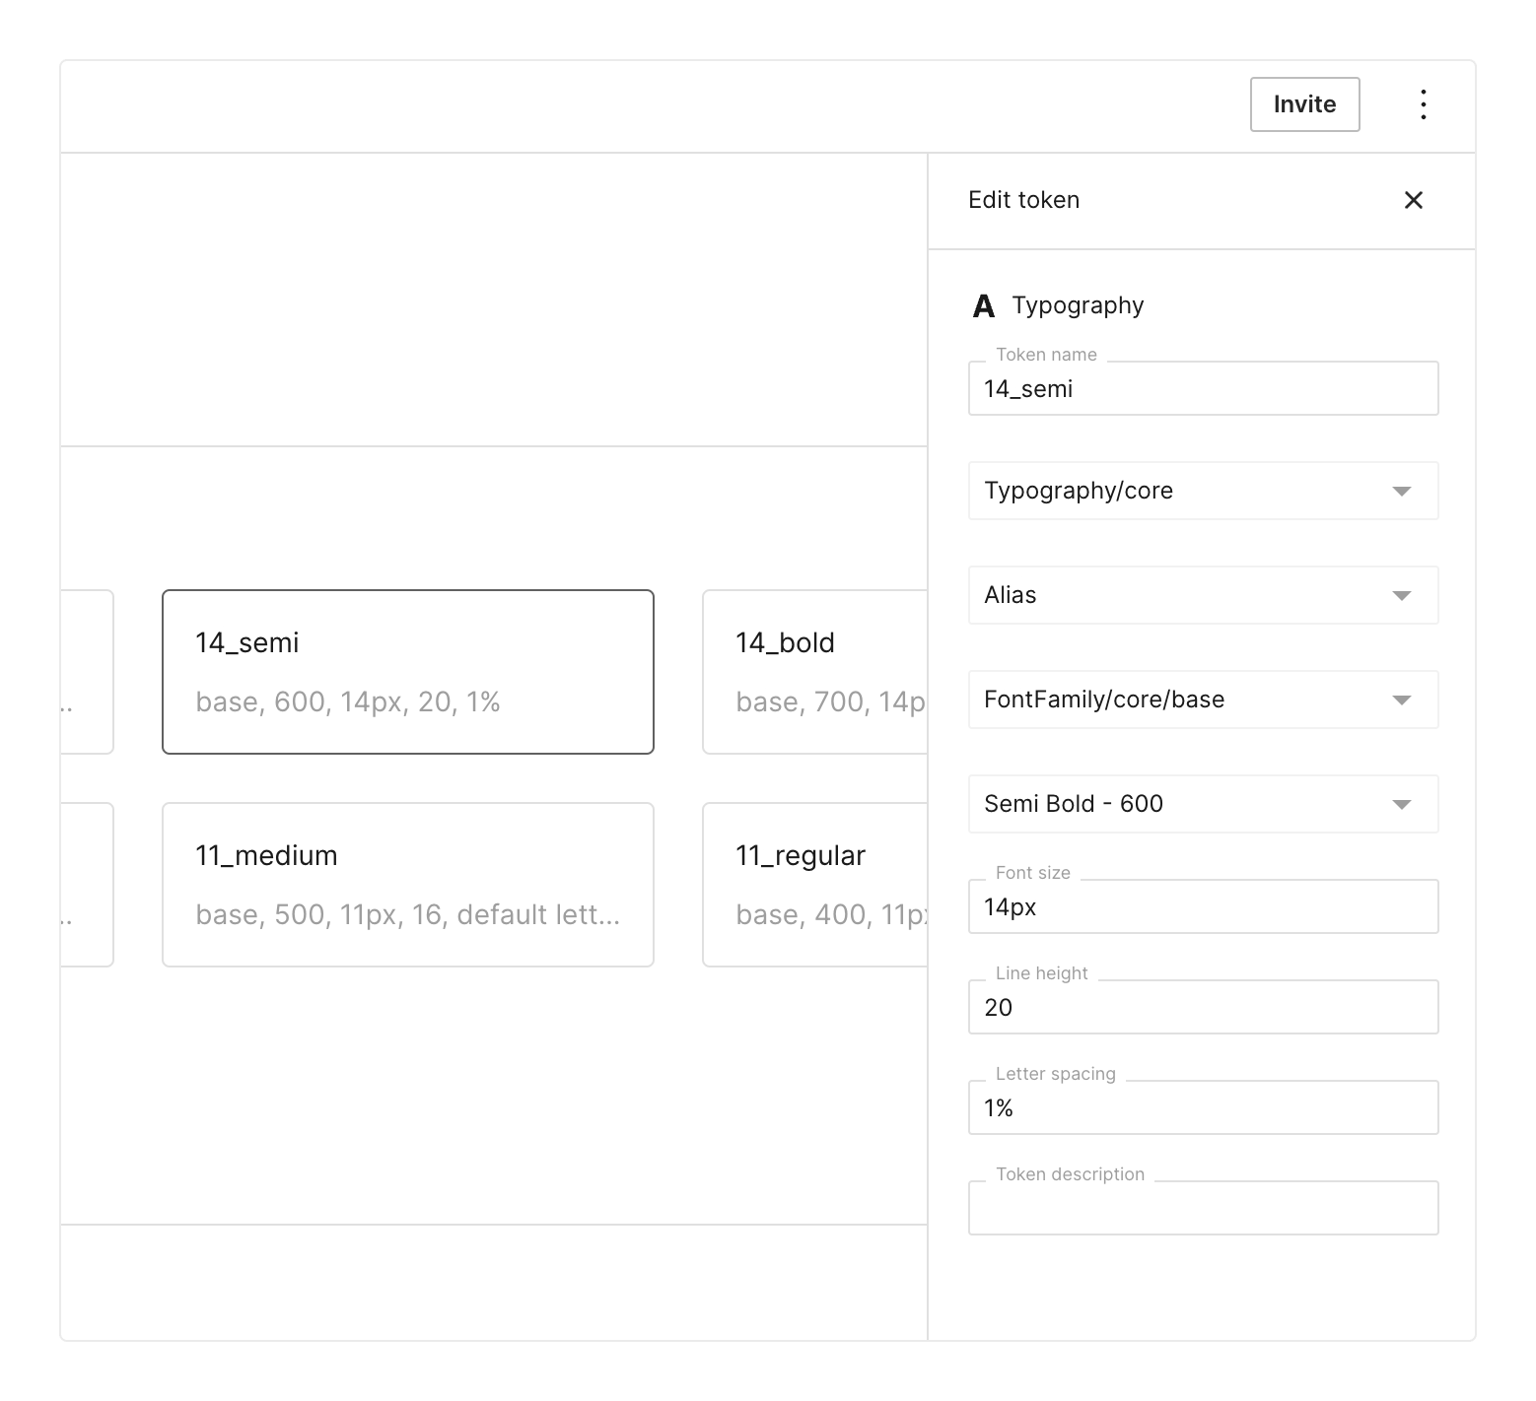 Invite
Edit token
A Typography
Token name
14_semi
Typography/core
Alias
FontFamily/core/base
Semi Bold - 600
Font size
14px
Line height
20
Letter spacing
1%
Token description
..
14_semi
base, 600, 14px, 20, 1%
14_bold
base, 700, 14p
..
11_medium
base, 500, 11px, 16, default lett...
11_regular
base, 400, 11px